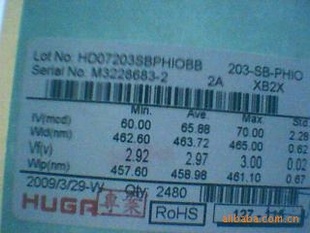 Lot No: HD07203SBPHIOBB 203-SB-PHIO
Serial No: M3228683-2 2A XB2X
Min. Ave. Max. Std.
IV(mcd) 60.00 65.88 70.00 2.28
Wld(nm) 462.60 463.72 465.00 0.62
Vf(v) 2.92 2.97 3.00 0.02
Wlp(nm) 457.60 458.98 461.10 0.67
2009/3/29-W Qty: 2480
HUGA 專案 RoHS
alibaba.com.cn